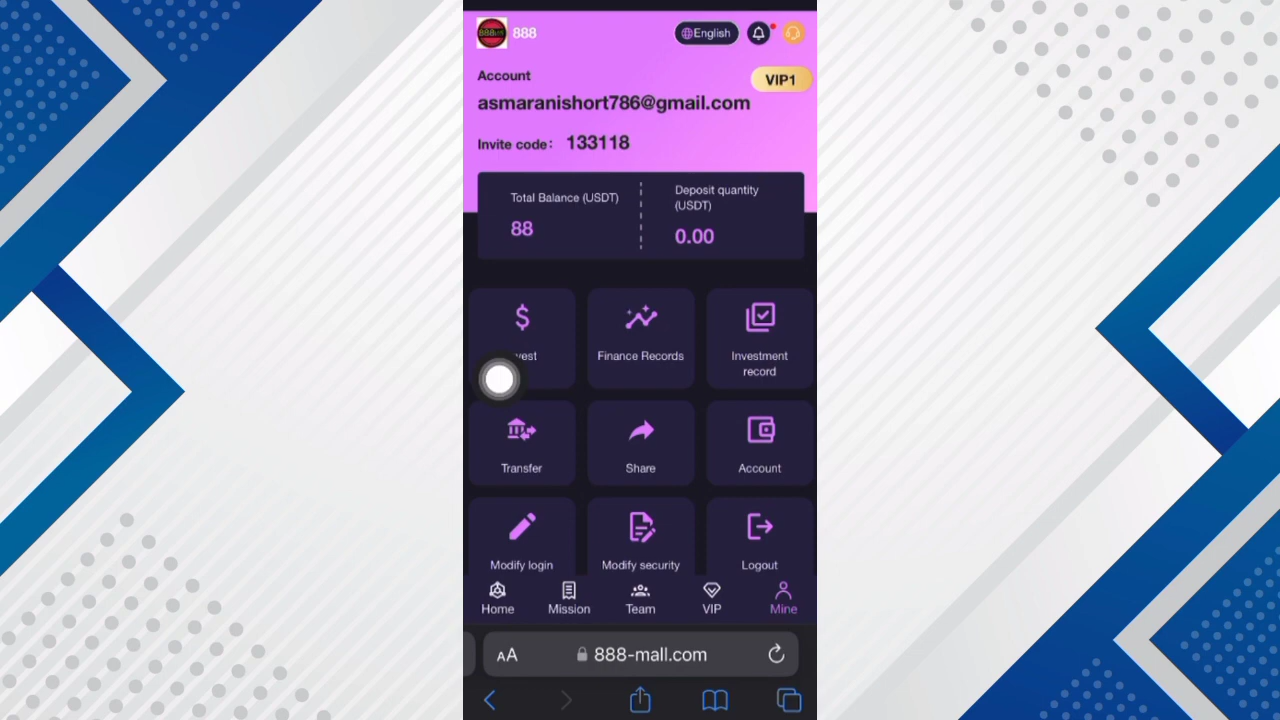 888
English
Account
VIP1
asmaranishort786@gmail.com
Invite code: 133118
Total Balance (USDT)
88
Deposit quantity
(USDT)
0.00
Finance Records
Investment
record
Transfer
Share
Account
Modify login
Modify security
Logout
Home
Mission
Team
VIP
Mine
AA
888-mall.com